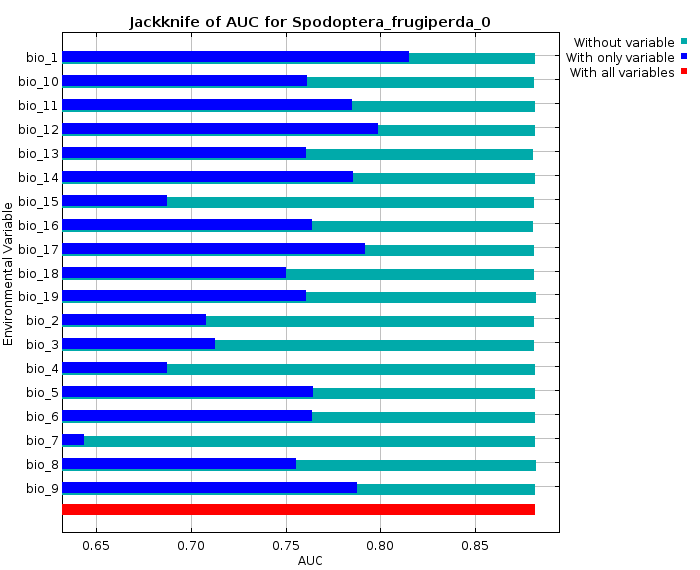 Jackknife of AUC for Spodoptera_frugiperda_0
Without variable
With only variable
With all variables
Environmental Variable
bio_1
bio_10
bio_11
bio_12
bio_13
bio_14
bio_15
bio_16
bio_17
bio_18
bio_19
bio_2
bio_3
bio_4
bio_5
bio_6
bio_7
bio_8
bio_9
0.65 0.70 0.75 0.80 0.85
AUC